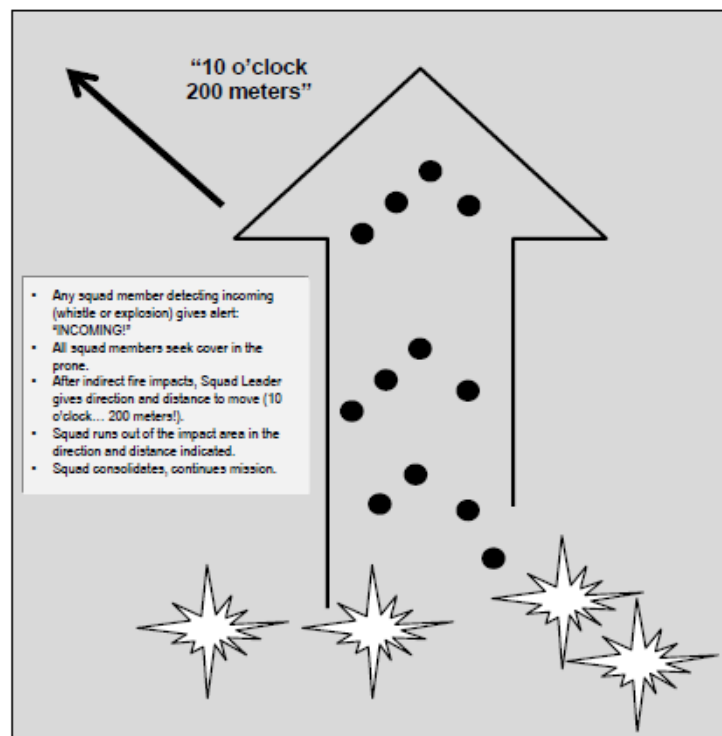 “10 o’clock
200 meters”
• Any squad member detecting incoming
(whistle or explosion) gives alert:
“INCOMING!”
• All squad members seek cover in the
prone.
• After indirect fire impacts, Squad Leader
gives direction and distance to move (10
o’clock… 200 meters!).
• Squad runs out of the impact area in the
direction and distance indicated.
• Squad consolidates, continues mission.